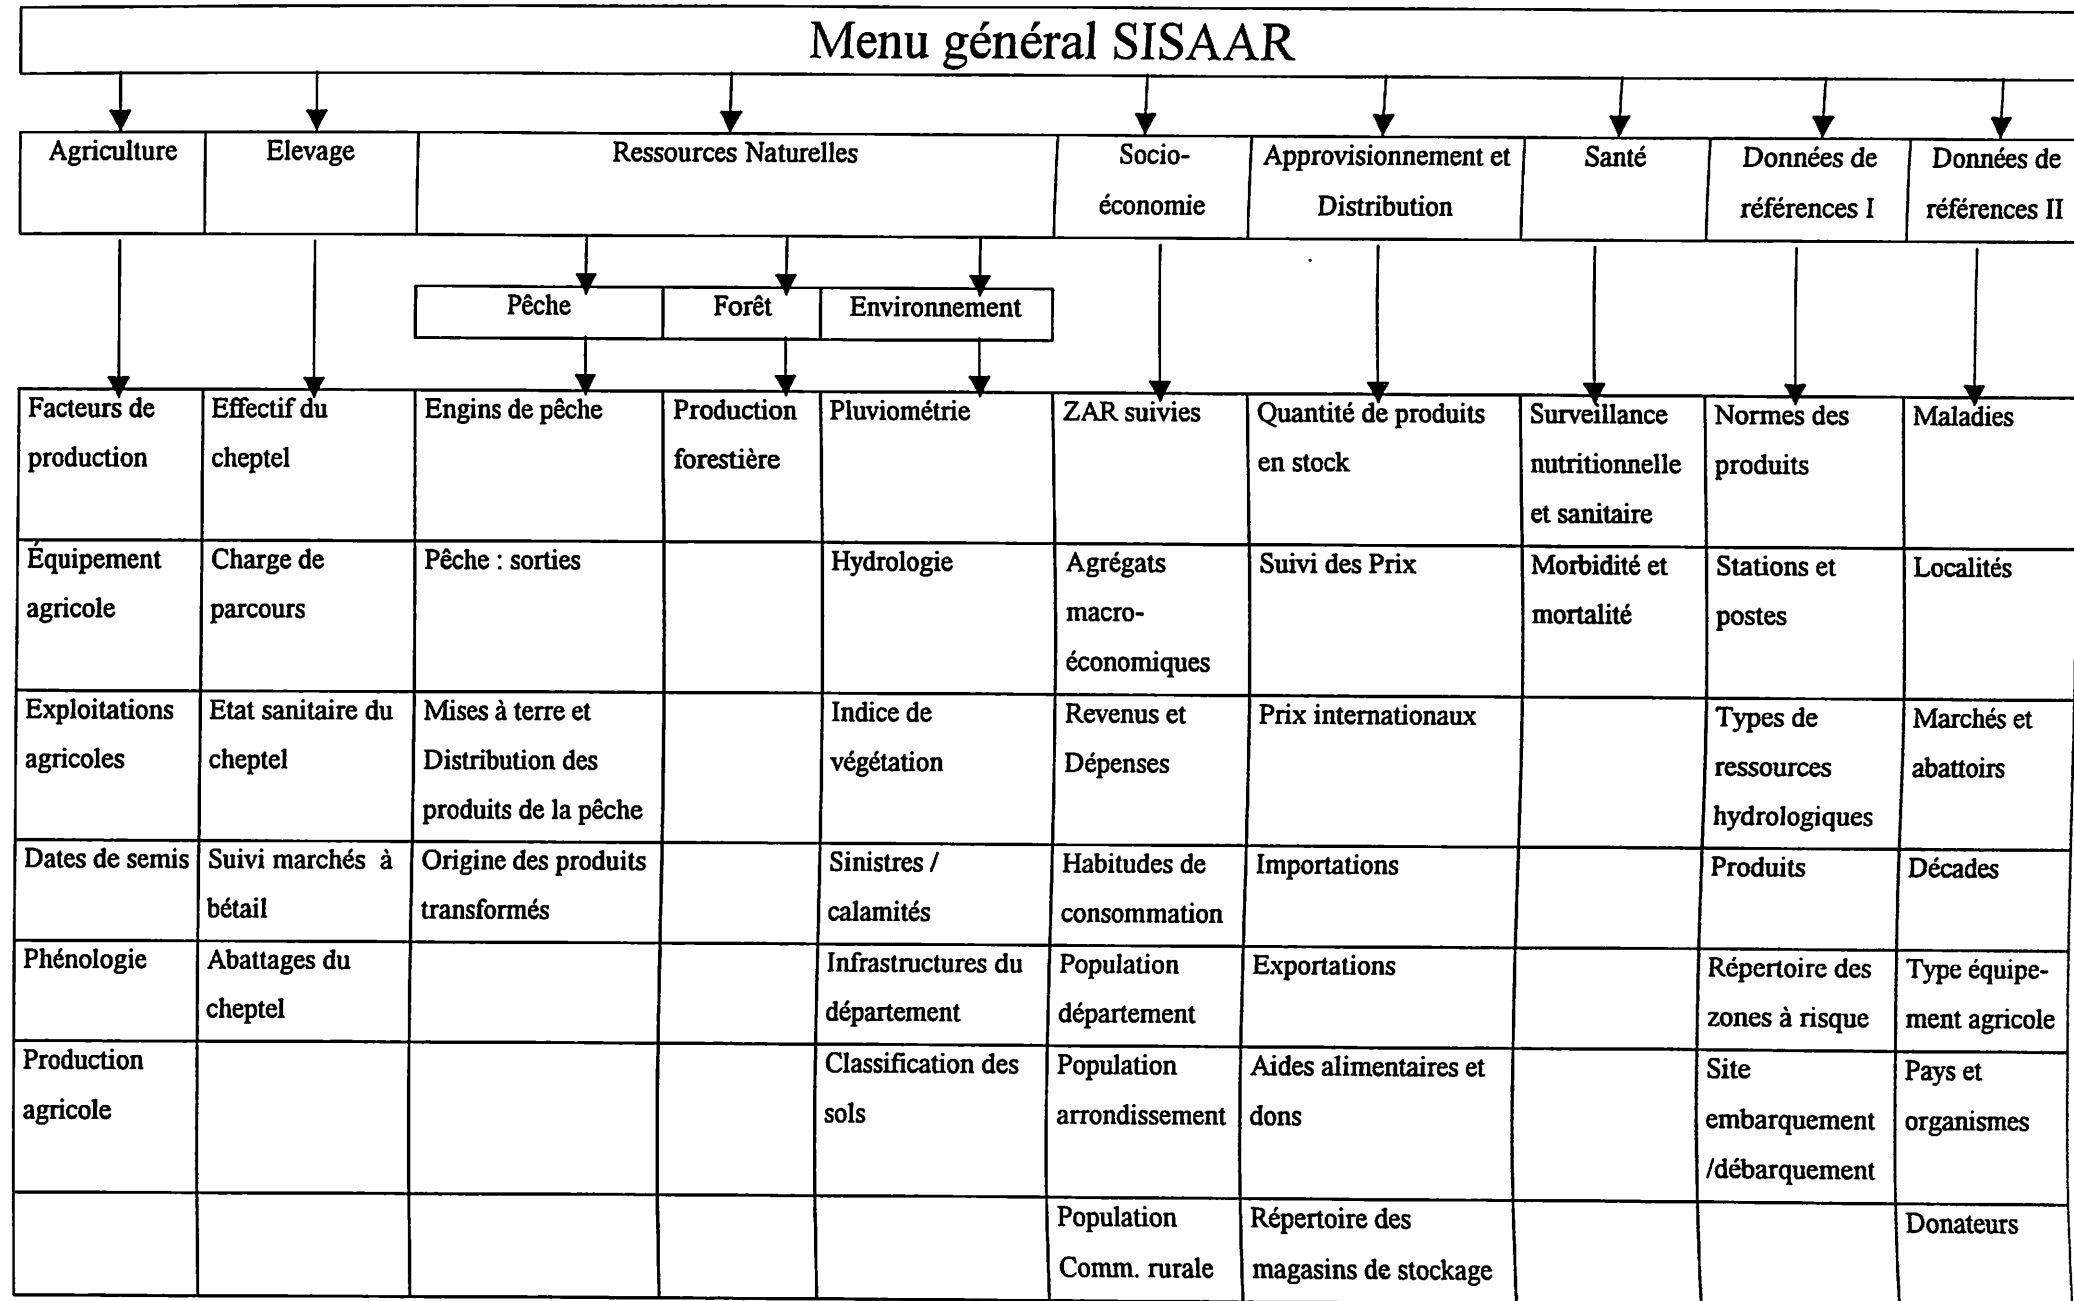 Menu général SISAAR
Agriculture
Elevage
Ressources Naturelles
Socio-
économie
Approvisionnement et
Distribution
Santé
Données de
références I
Données de
références II
Pêche
Forêt
Environnement
Facteurs de
production
Effectif du
cheptel
Engins de pêche
Production
forestière
Pluviométrie
ZAR suivies
Quantité de produits
en stock
Surveillance
nutritionnelle
et sanitaire
Normes des
produits
Maladies
Équipement
agricole
Charge de
parcours
Pêche : sorties
Hydrologie
Agrégats
macro-
économiques
Suivi des Prix
Morbidité et
mortalité
Stations et
postes
Localités
Exploitations
agricoles
Etat sanitaire du
cheptel
Mises à terre et
Distribution des
produits de la pêche
Indice de
végétation
Revenus et
Dépenses
Prix internationaux
Types de
ressources
hydrologiques
Marchés et
abattoirs
Dates de semis
Suivi marchés à
bétail
Origine des produits
transformés
Sinistres /
calamités
Habitudes de
consommation
Importations
Produits
Décades
Phénologie
Abattages du
cheptel
Infrastructures du
département
Population
département
Exportations
Répertoire des
zones à risque
Type équipe-
ment agricole
Production
agricole
Classification des
sols
Population
arrondissement
Aides alimentaires et
dons
Site
embarquement
/débarquement
Pays et
organismes
Population
Comm. rurale
Répertoire des
magasins de stockage
Donateurs